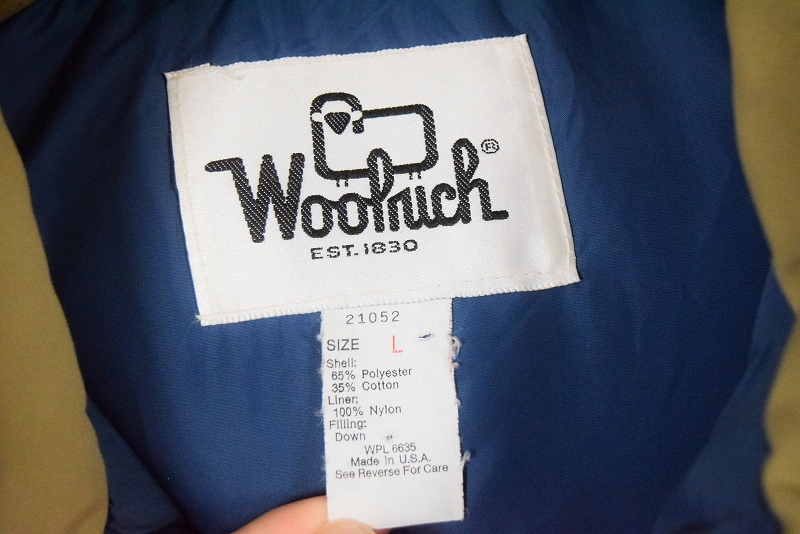 Woolrich®
EST. 1830
21052
SIZE L
Shell:
65% Polyester
35% Cotton
Liner:
100% Nylon
Filling:
Down
WPL 6635
Made in U.S.A.
See Reverse For Care